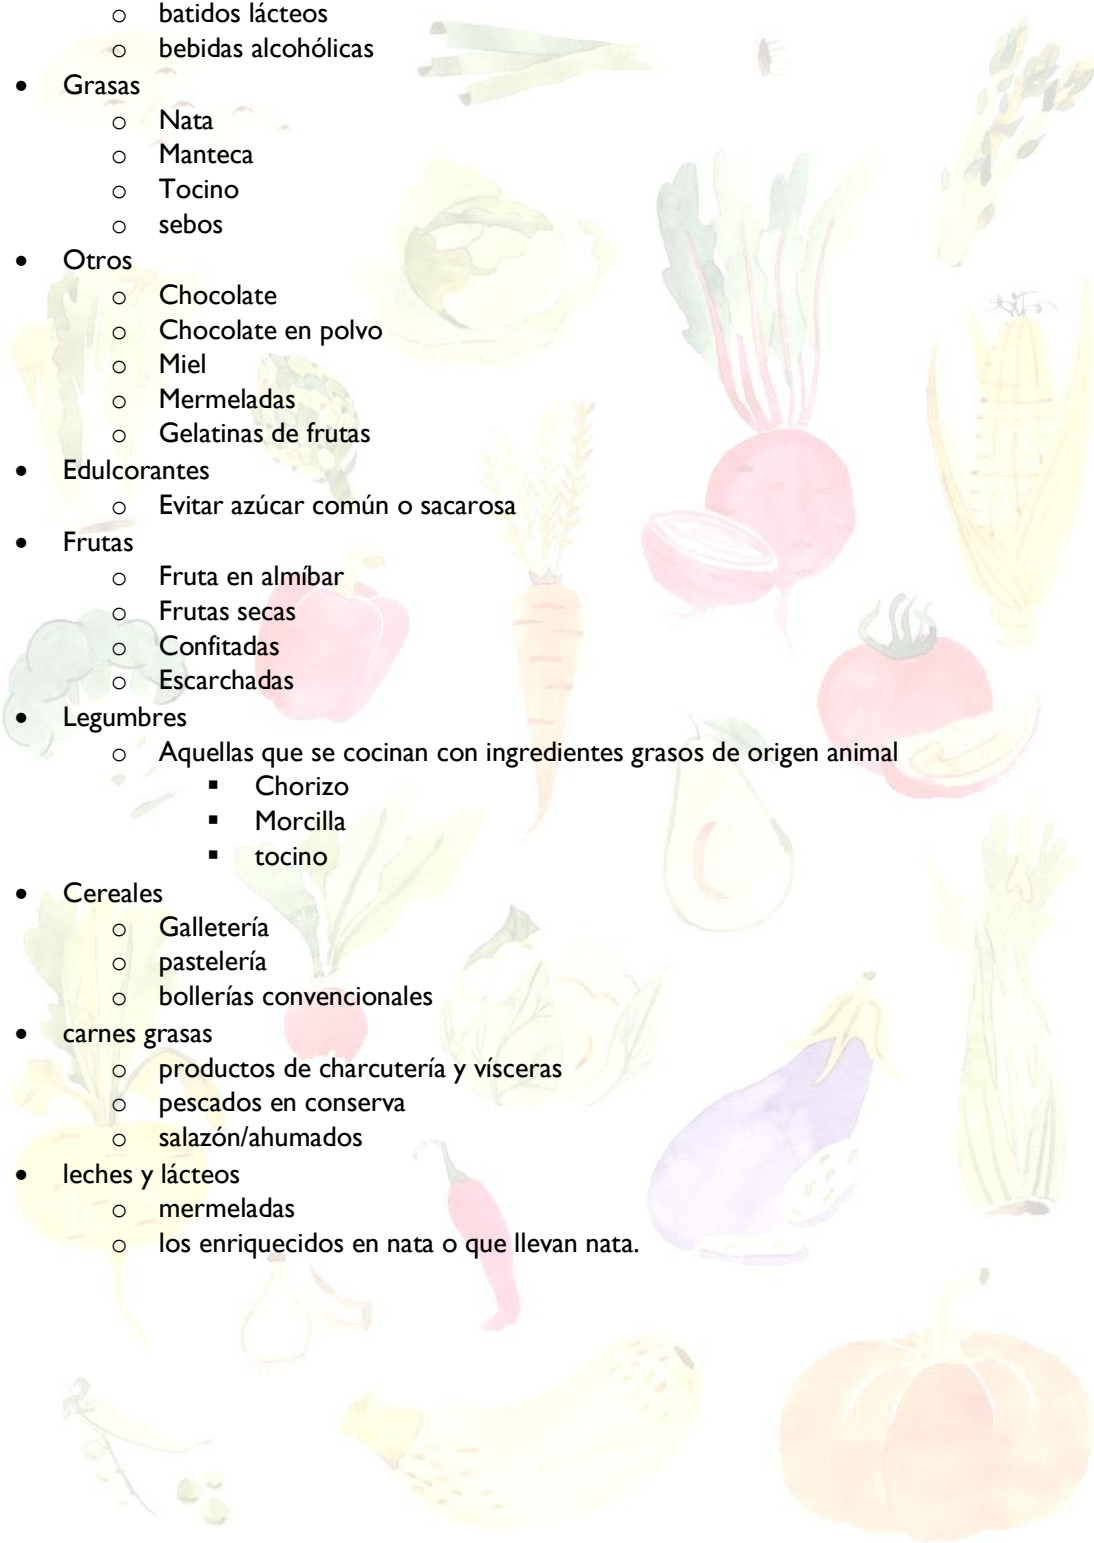 o batidos lácteos
o bebidas alcohólicas
• Grasas
o Nata
o Manteca
o Tocino
o sebos
• Otros
o Chocolate
o Chocolate en polvo
o Miel
o Mermeladas
o Gelatinas de frutas
• Edulcorantes
o Evitar azúcar común o sacarosa
• Frutas
o Fruta en almíbar
o Frutas secas
o Confitadas
o Escarchadas
• Legumbres
o Aquellas que se cocinan con ingredientes grasos de origen animal
▪ Chorizo
▪ Morcilla
▪ tocino
• Cereales
o Galletería
o pastelería
o bollerías convencionales
• carnes grasas
o productos de charcutería y vísceras
o pescados en conserva
o salazón/ahumados
• leches y lácteos
o mermeladas
o los enriquecidos en nata o que llevan nata.